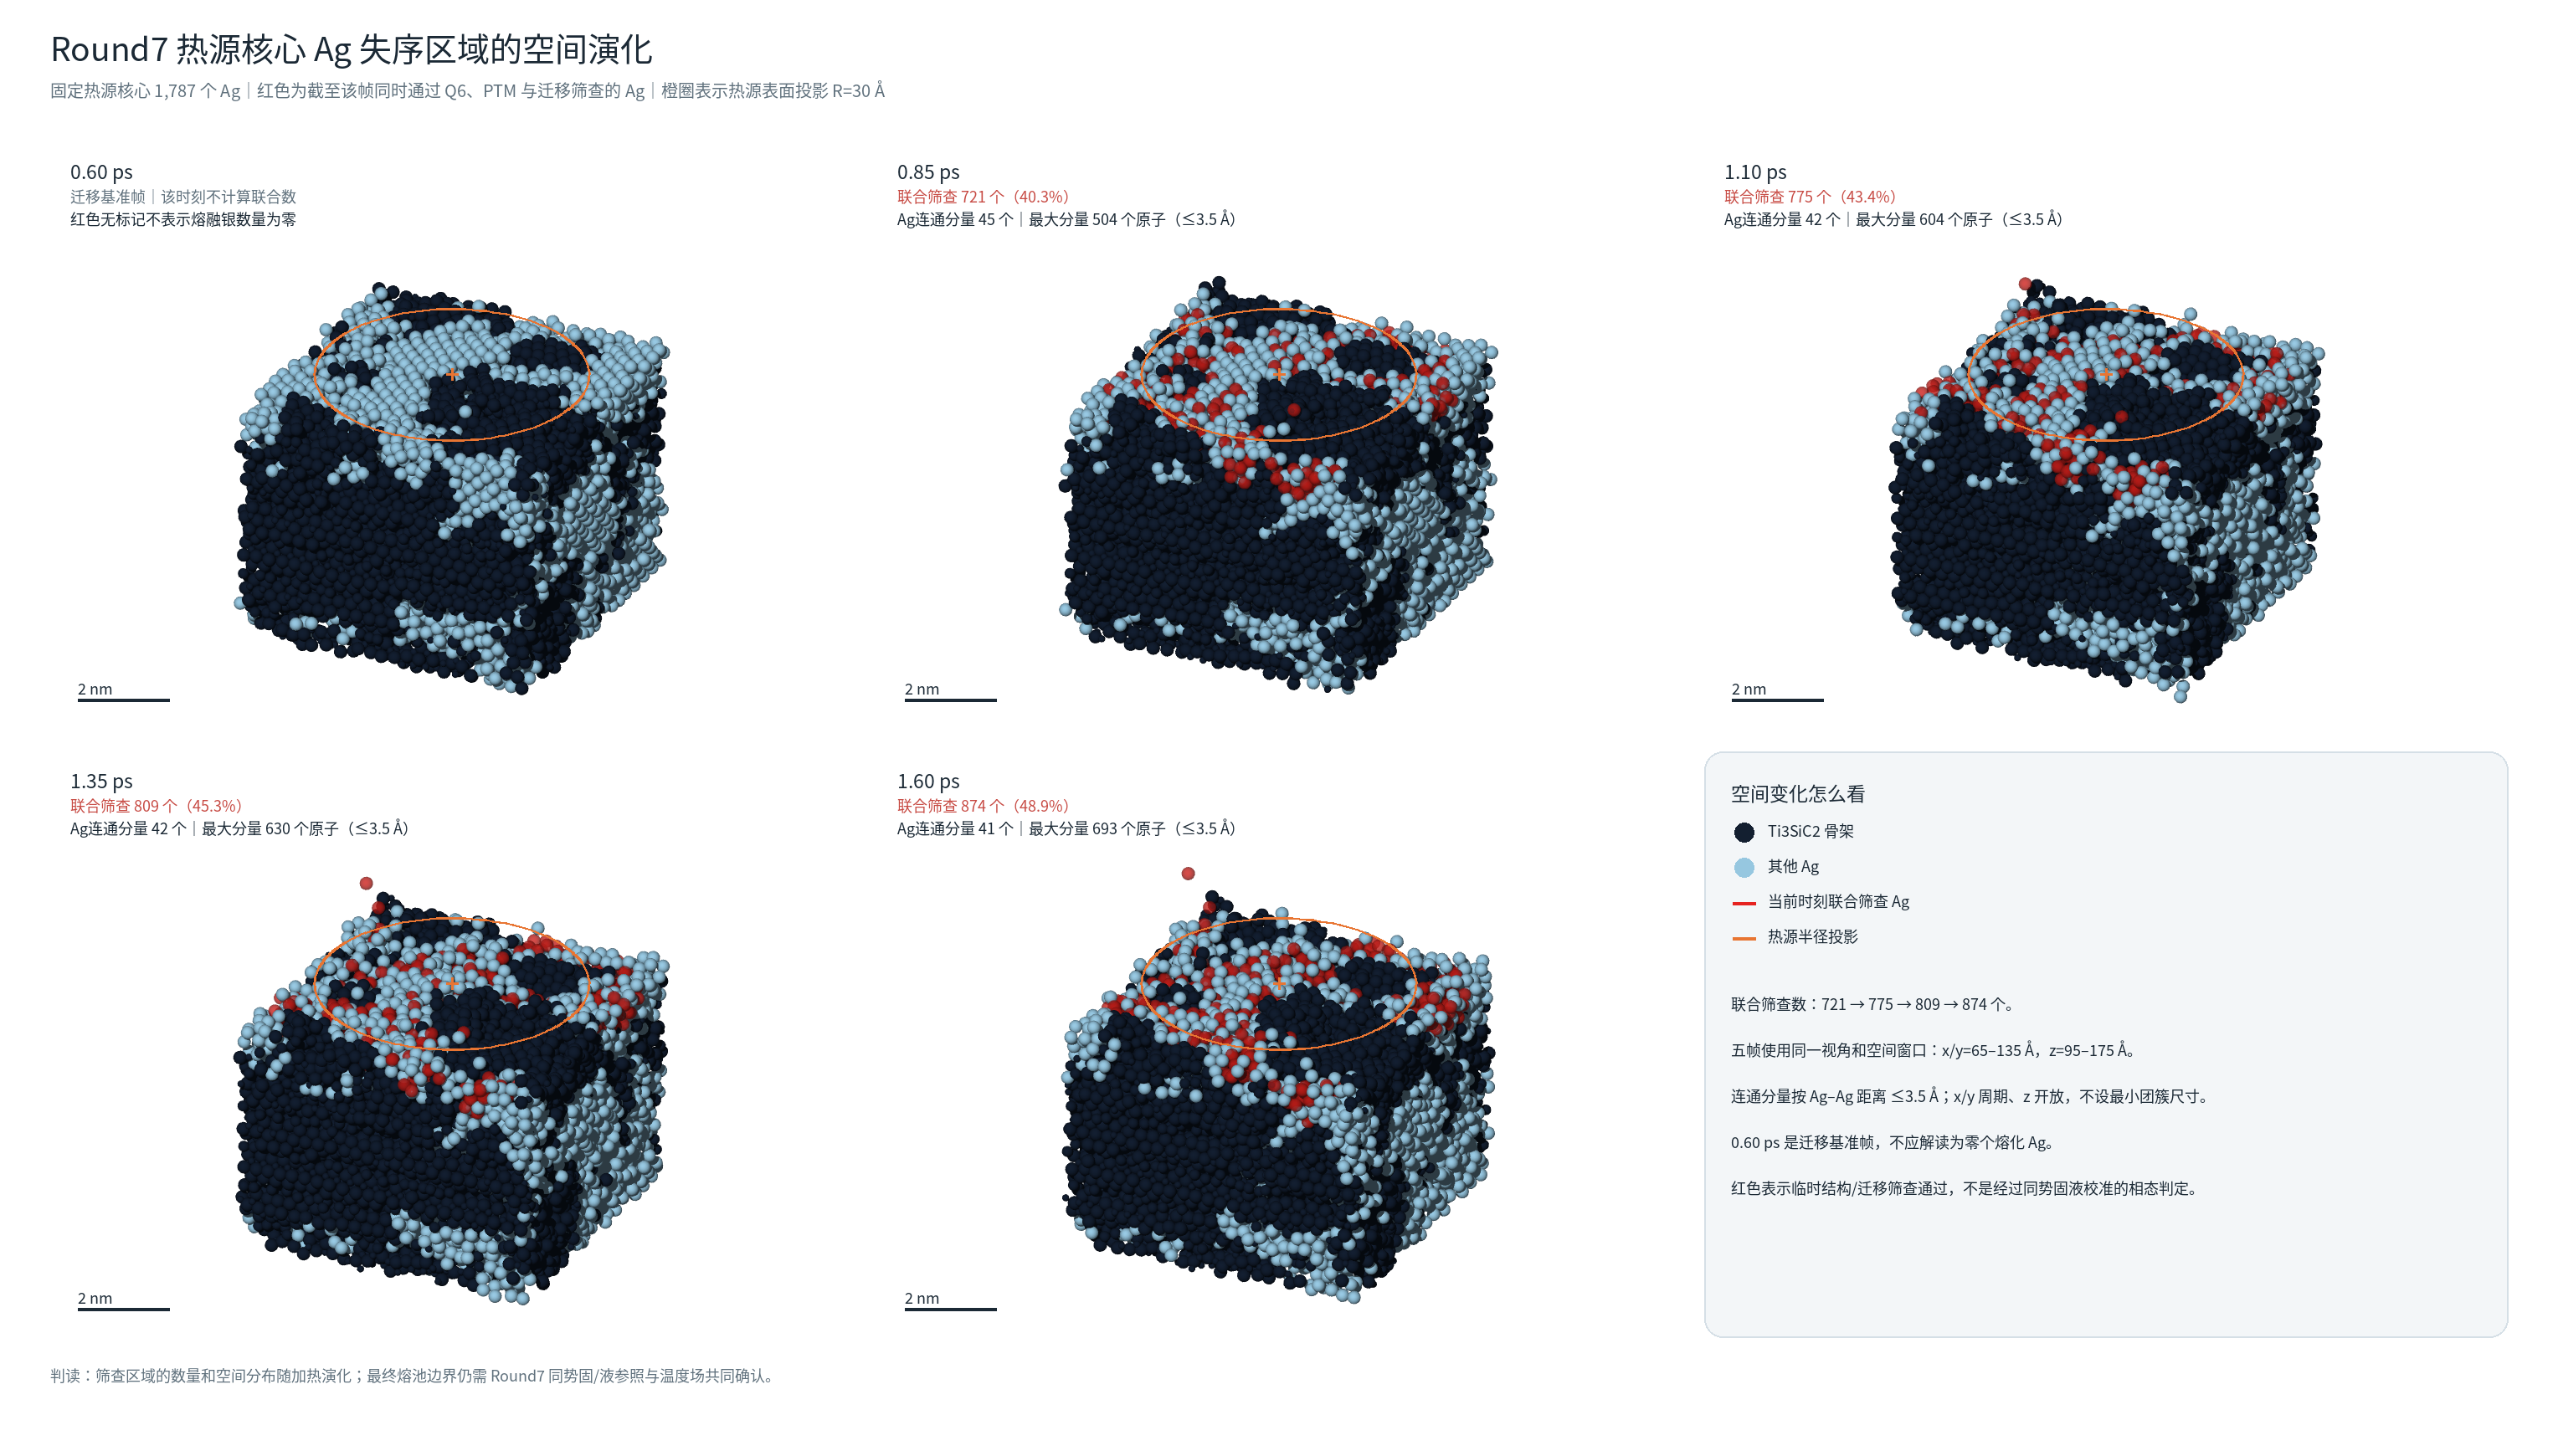 Round7 热源核心 Ag 失序区域的空间演化
固定热源核心 1,787 个 Ag｜红色为截至该帧同时通过 Q6、PTM 与迁移筛查的 Ag｜橙圈表示热源表面投影 R=30 Å
0.60 ps
迁移基准帧｜该时刻不计算联合数
红色无标记不表示熔融银数量为零
2 nm
0.85 ps
联合筛查 721 个（40.3%）
Ag连通分量 45 个｜最大分量 504 个原子（≤3.5 Å）
2 nm
1.10 ps
联合筛查 775 个（43.4%）
Ag连通分量 42 个｜最大分量 604 个原子（≤3.5 Å）
2 nm
1.35 ps
联合筛查 809 个（45.3%）
Ag连通分量 42 个｜最大分量 630 个原子（≤3.5 Å）
2 nm
1.60 ps
联合筛查 874 个（48.9%）
Ag连通分量 41 个｜最大分量 693 个原子（≤3.5 Å）
2 nm
空间变化怎么看
Ti3SiC2 骨架
其他 Ag
当前时刻联合筛查 Ag
热源半径投影
联合筛查数：721 → 775 → 809 → 874 个。
五帧使用同一视角和空间窗口：x/y=65–135 Å，z=95–175 Å。
连通分量按 Ag–Ag 距离 ≤3.5 Å；x/y 周期、z 开放，不设最小团簇尺寸。
0.60 ps 是迁移基准帧，不应解读为零个熔化 Ag。
红色表示临时结构/迁移筛查通过，不是经过同势固液校准的相态判定。
判读：筛查区域的数量和空间分布随加热演化；最终熔池边界仍需 Round7 同势固/液参照与温度场共同确认。